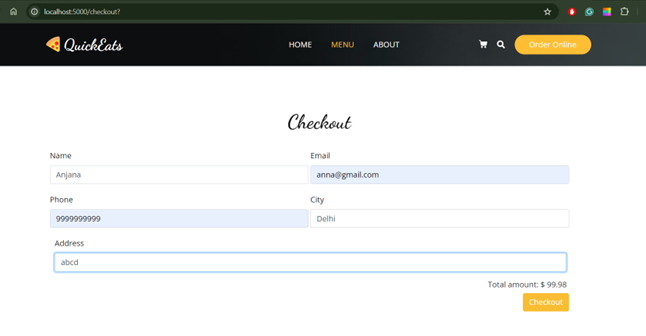 localhost:5000/checkout?
QuickEats HOME MENU ABOUT Order Online
Checkout
Name Email
Anjana anna@gmail.com
Phone City
9999999999 Delhi
Address
abcd
Total amount: $ 99.98
Checkout